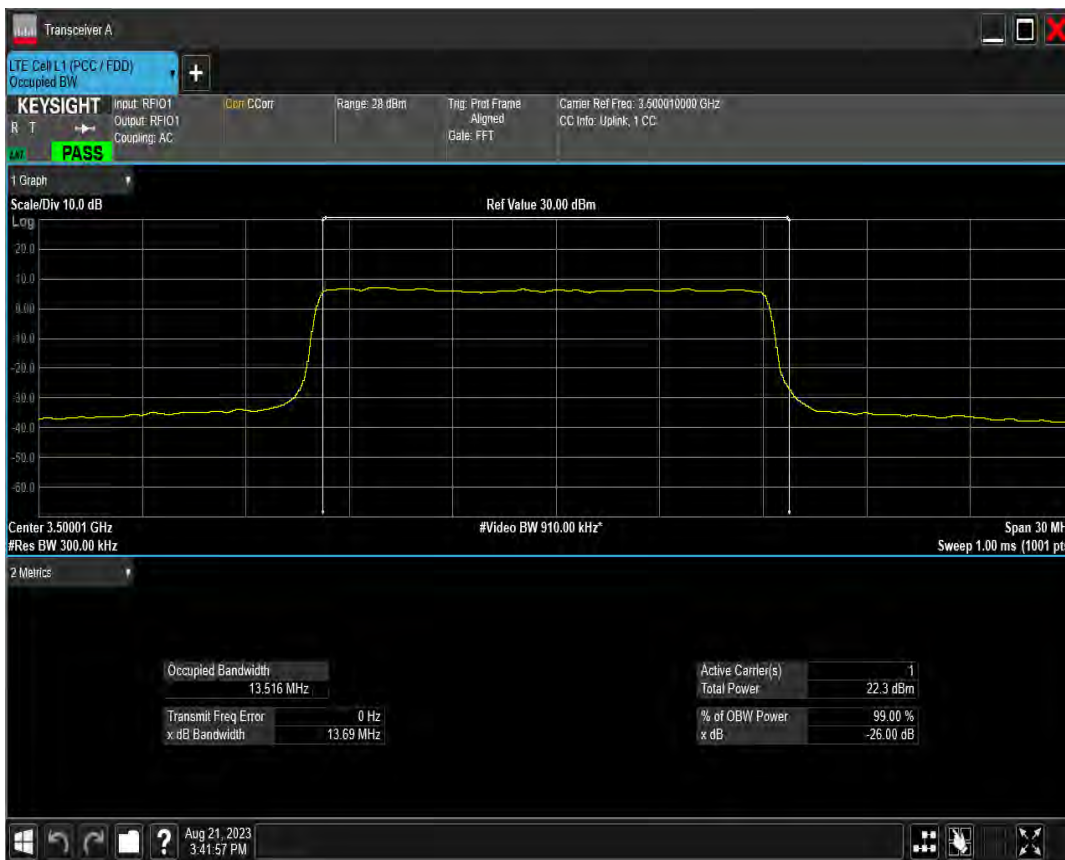 Transceiver A
LTE Cell L1 (PCC / FDD)
Occupied BW
+
KEYSIGHT
R T
PASS
Input: RFIO1
Output: RFIO1
Coupling: AC
Corr CCorr
Range: 28 dBm
Trig: Prot Frame
Aligned
Gate: FFT
Carrier Ref Freq: 3.500010000 GHz
CC Info: Uplink, 1 CC
1 Graph
Scale/Div 10.0 dB
Ref Value 30.00 dBm
Log
20.0
10.0
0.00
-10.0
-20.0
-30.0
-40.0
-50.0
-60.0
Center 3.50001 GHz
#Video BW 910.00 kHz*
Span 30 MH
#Res BW 300.00 kHz
Sweep 1.00 ms (1001 pts
2 Metrics
Occupied Bandwidth
13.516 MHz
Transmit Freq Error 0 Hz
x dB Bandwidth 13.69 MHz
Active Carrier(s) 1
Total Power 22.3 dBm
% of OBW Power 99.00 %
x dB -26.00 dB
?
Aug 21, 2023
3:41:57 PM